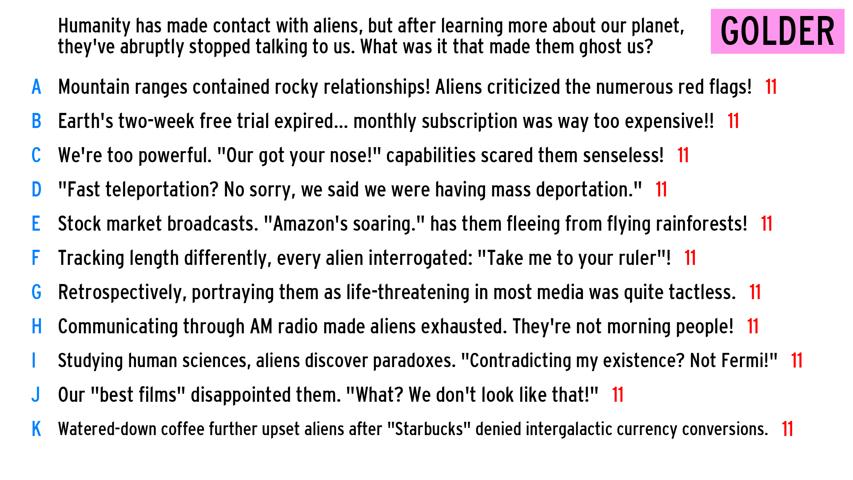 Humanity has made contact with aliens, but after learning more about our planet,
they've abruptly stopped talking to us. What was it that made them ghost us?
GOLDER
A Mountain ranges contained rocky relationships! Aliens criticized the numerous red flags! 11
B Earth's two-week free trial expired... monthly subscription was way too expensive!! 11
C We're too powerful. "Our got your nose!" capabilities scared them senseless! 11
D "Fast teleportation? No sorry, we said we were having mass deportation." 11
E Stock market broadcasts. "Amazon's soaring." has them fleeing from flying rainforests! 11
F Tracking length differently, every alien interrogated: "Take me to your ruler"! 11
G Retrospectively, portraying them as life-threatening in most media was quite tactless. 11
H Communicating through AM radio made aliens exhausted. They're not morning people! 11
I Studying human sciences, aliens discover paradoxes. "Contradicting my existence? Not Fermi!" 11
J Our "best films" disappointed them. "What? We don't look like that!" 11
K Watered-down coffee further upset aliens after "Starbucks" denied intergalactic currency conversions. 11